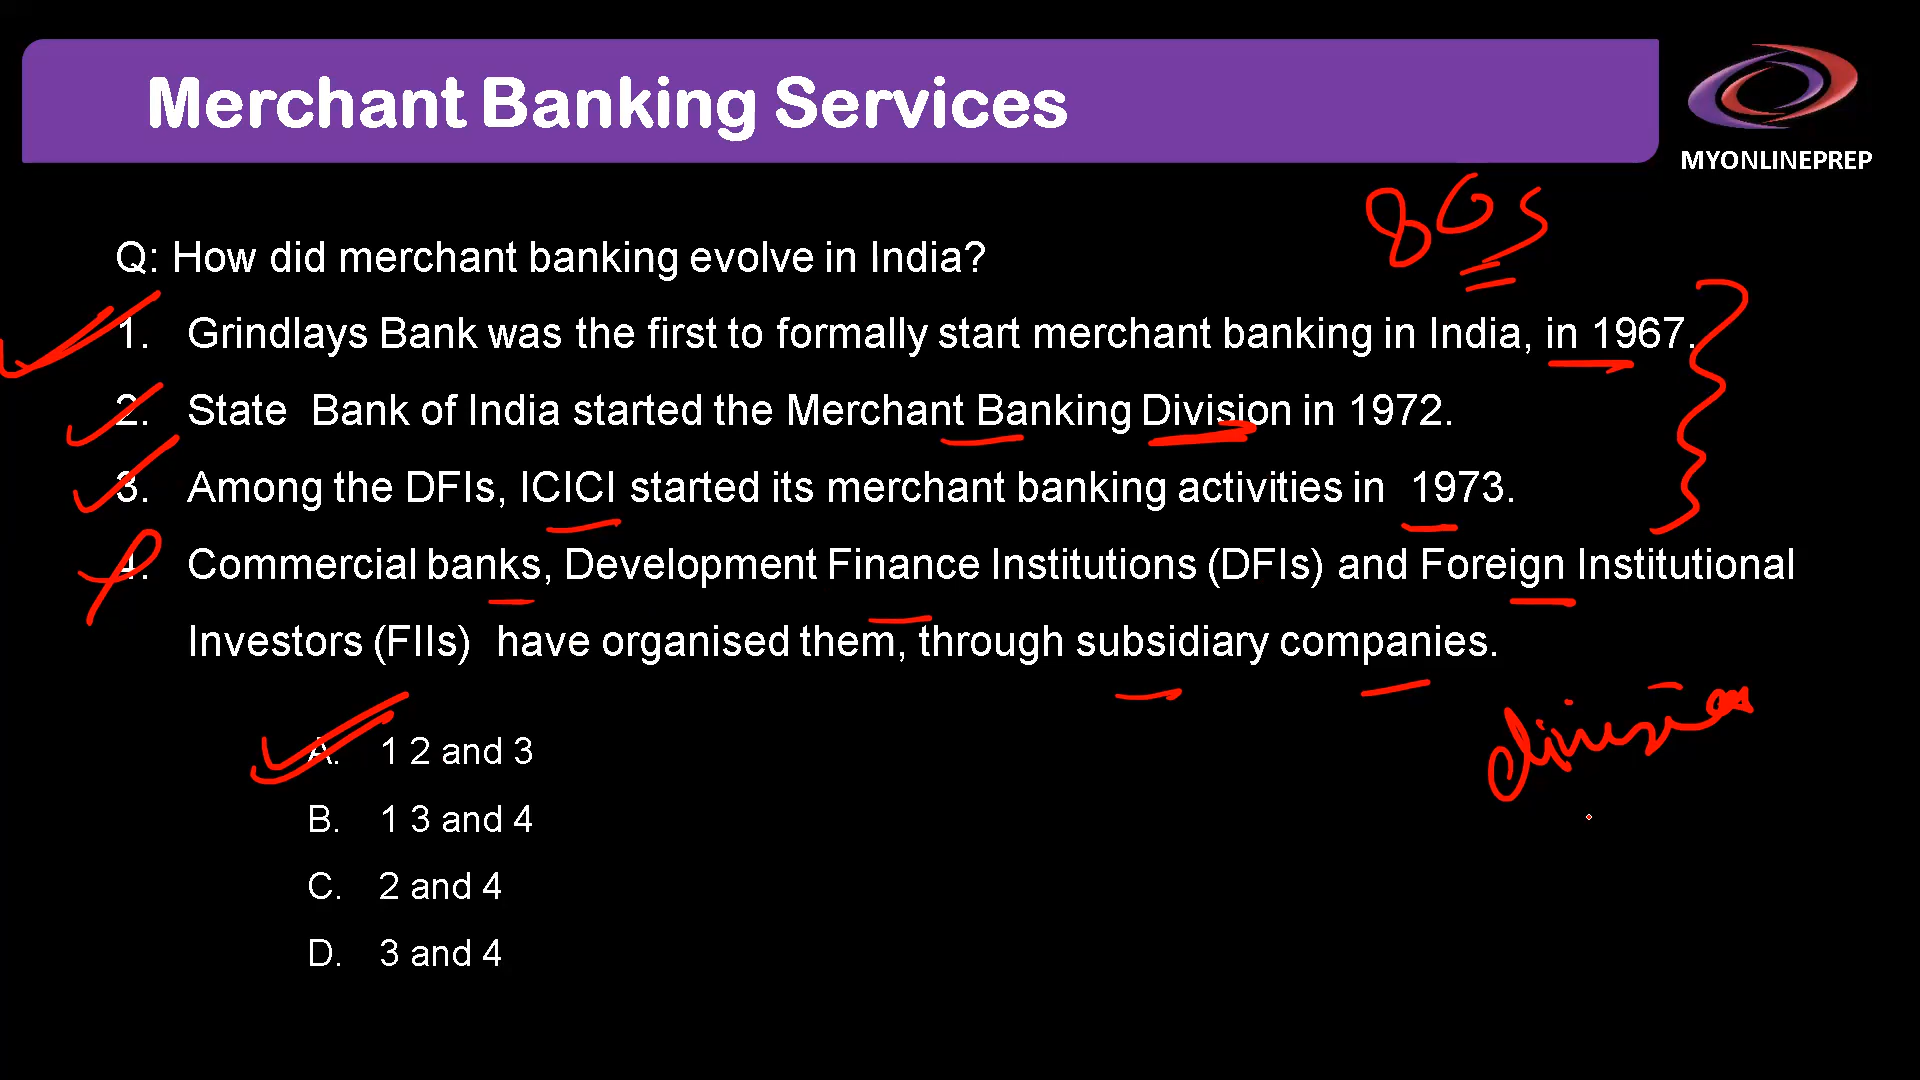 Merchant Banking Services
MYONLINEPREP
80s
Q: How did merchant banking evolve in India?
1. Grindlays Bank was the first to formally start merchant banking in India, in 1967.
2. State Bank of India started the Merchant Banking Division in 1972.
3. Among the DFIs, ICICI started its merchant banking activities in 1973.
4. Commercial banks, Development Finance Institutions (DFIs) and Foreign Institutional
Investors (FIIs) have organised them, through subsidiary companies.
division
A. 1 2 and 3
B. 1 3 and 4
C. 2 and 4
D. 3 and 4